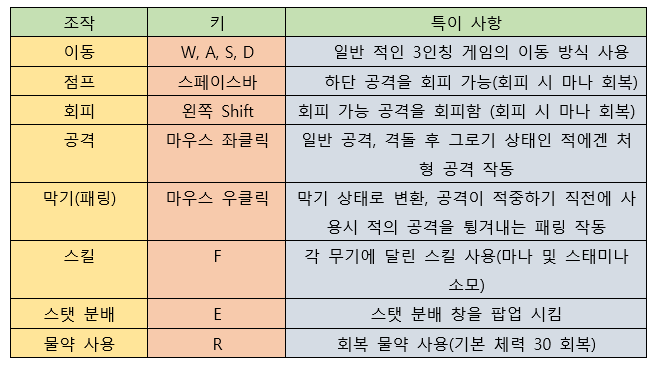 조작 키 특이 사항
이동 W, A, S, D 일반 적인 3인칭 게임의 이동 방식 사용
점프 스페이스바 하단 공격을 회피 가능(회피 시 마나 회복)
회피 왼쪽 Shift 회피 가능 공격을 회피함 (회피 시 마나 회복)
공격 마우스 좌클릭 일반 공격, 격돌 후 그로기 상태인 적에겐 처
형 공격 작동
막기(패링) 마우스 우클릭 막기 상태로 변환, 공격이 적중하기 직전에 사
용시 적의 공격을 튕겨내는 패링 작동
스킬 F 각 무기에 달린 스킬 사용(마나 및 스태미나
소모)
스탯 분배 E 스탯 분배 창을 팝업 시킴
물약 사용 R 회복 물약 사용(기본 체력 30 회복)